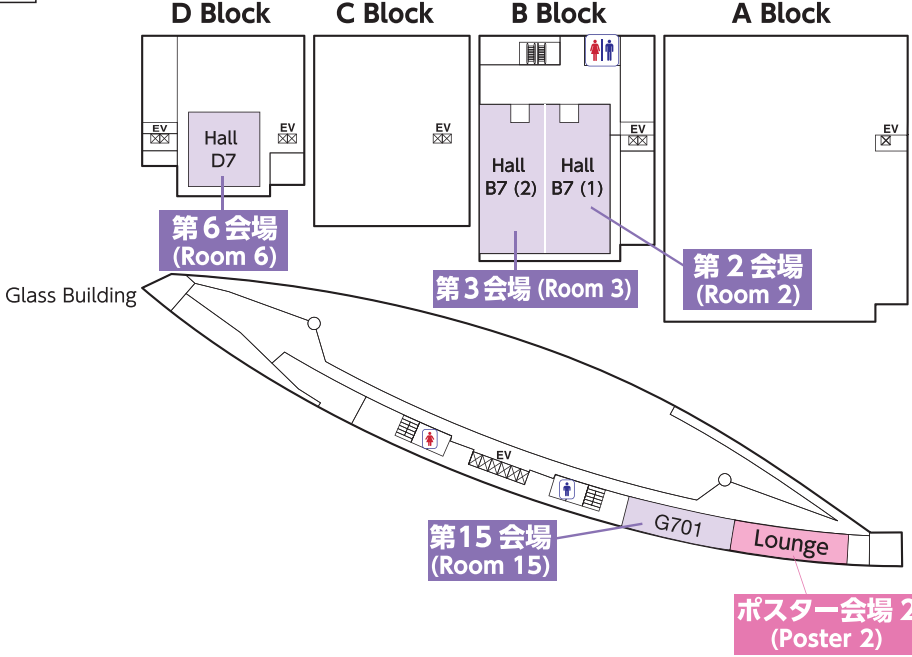 D Block
C Block
B Block
A Block
EV
EV
EV
EV
EV
Hall
D7
Hall
B7 (2)
Hall
B7 (1)
第6会場
(Room 6)
第3会場 (Room 3)
第2会場
(Room 2)
Glass Building
EV
G701
Lounge
第15会場
(Room 15)
ポスター会場 2
(Poster 2)